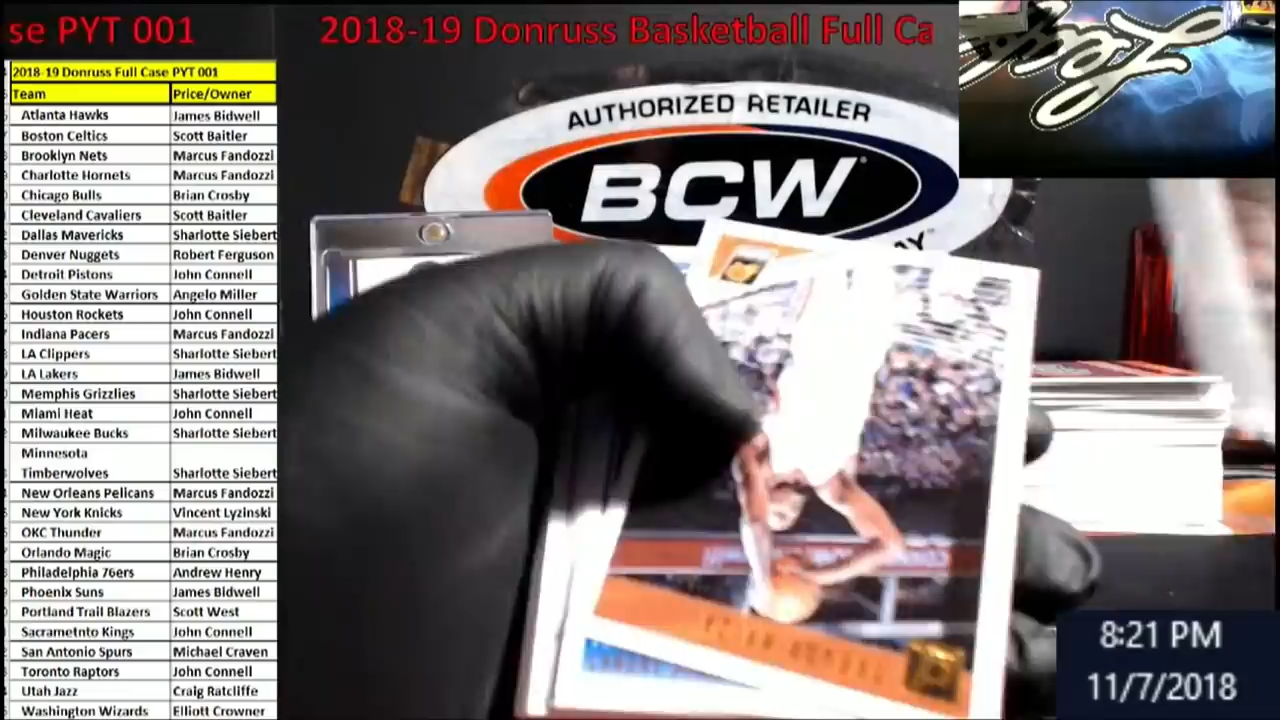 se PYT 001
2018-19 Donruss Basketball Full Ca
2018-19 Donruss Full Case PYT 001
Team Price/Owner
Atlanta Hawks James Bidwell
Boston Celtics Scott Baitler
Brooklyn Nets Marcus Fandozzi
Charlotte Hornets Marcus Fandozzi
Chicago Bulls Brian Crosby
Cleveland Cavaliers Scott Baitler
Dallas Mavericks Sharlotte Siebert
Denver Nuggets Robert Ferguson
Detroit Pistons John Connell
Golden State Warriors Angelo Miller
Houston Rockets John Connell
Indiana Pacers Marcus Fandozzi
LA Clippers Sharlotte Siebert
LA Lakers James Bidwell
Memphis Grizzlies Sharlotte Siebert
Miami Heat John Connell
Milwaukee Bucks Sharlotte Siebert
Minnesota
Timberwolves Sharlotte Siebert
New Orleans Pelicans Marcus Fandozzi
New York Knicks Vincent Lyzinski
OKC Thunder Marcus Fandozzi
Orlando Magic Brian Crosby
Philadelphia 76ers Andrew Henry
Phoenix Suns James Bidwell
Portland Trail Blazers Scott West
Sacrametnto Kings John Connell
San Antonio Spurs Michael Craven
Toronto Raptors John Connell
Utah Jazz Craig Ratcliffe
Washington Wizards Elliott Crowner
AUTHORIZED RETAILER
BCW
8:21 PM
11/7/2018